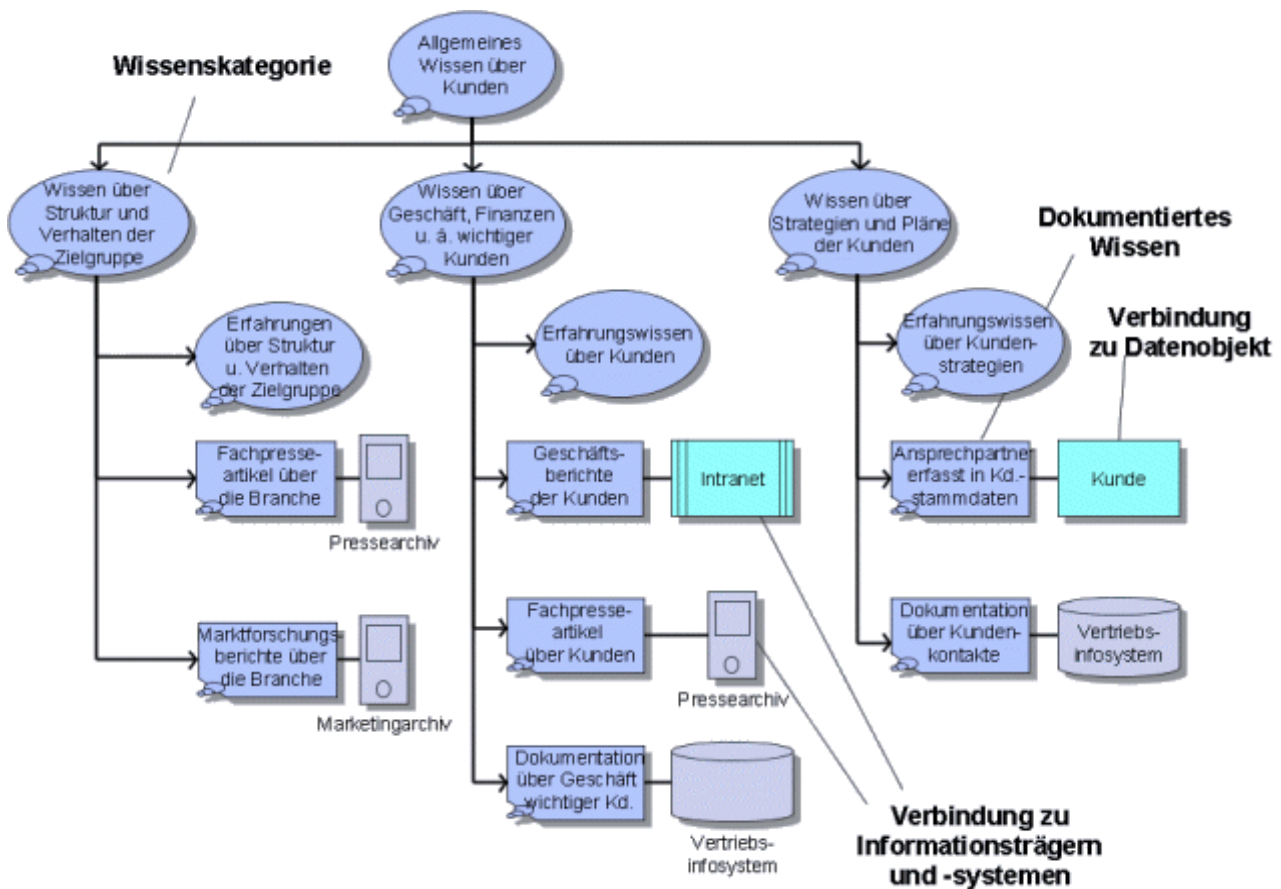 Allgemeines
Wissen über
Kunden
Wissenskategorie
Wissen über
Struktur und
Verhalten der
Zielgruppe
Wissen über
Geschäft, Finanzen
u. á. wichtiger
Kunden
Wissen über
Strategien und Pläne
der Kunden
Dokumentiertes
Wissen
Erfahrungen
über Struktur
u. Verhalten
der Zielgruppe
Erfahrungswissen
über Kunden
Erfahrungswissen
über Kunden-
strategien
Verbindung
zu Datenobjekt
Fachpresse-
artikel über
die Branche
Pressearchiv
Geschäfts-
berichte
der Kunden
Intranet
Ansprechpartner
erfasst in Kd.-
stammdaten
Kunde
Marktforschungs-
berichte über
die Branche
Marketingarchiv
Fachpresse-
artikel
über Kunden
Pressearchiv
Dokumentation
über Kunden-
kontakte
Vertriebs-
infosystem
Dokumentation
über Geschäft
wichtiger Kd.
Vertriebs-
infosystem
Verbindung zu
Informationsträgern
und -systemen